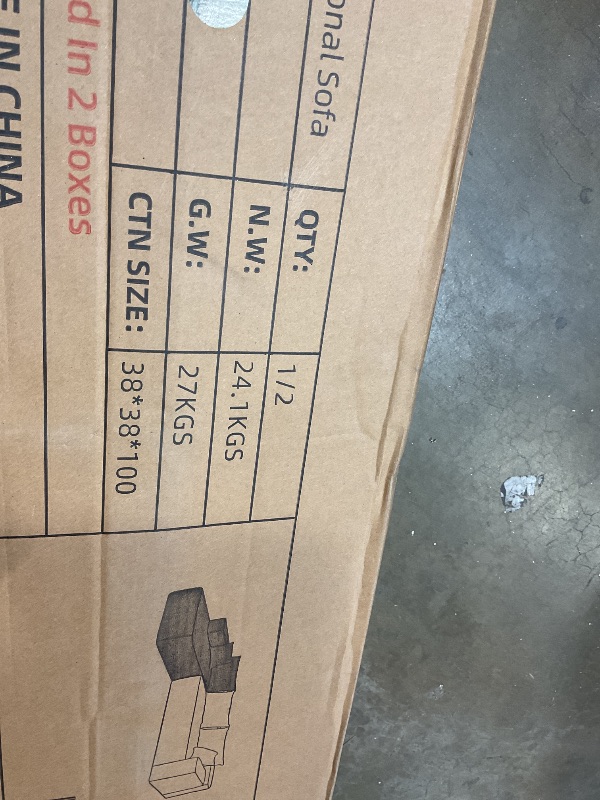 onal Sofa
QTY: 1/2
N.W: 24.1KGS
G.W: 27KGS
CTN SIZE: 38*38*100
d In 2 Boxes
IN CHINA